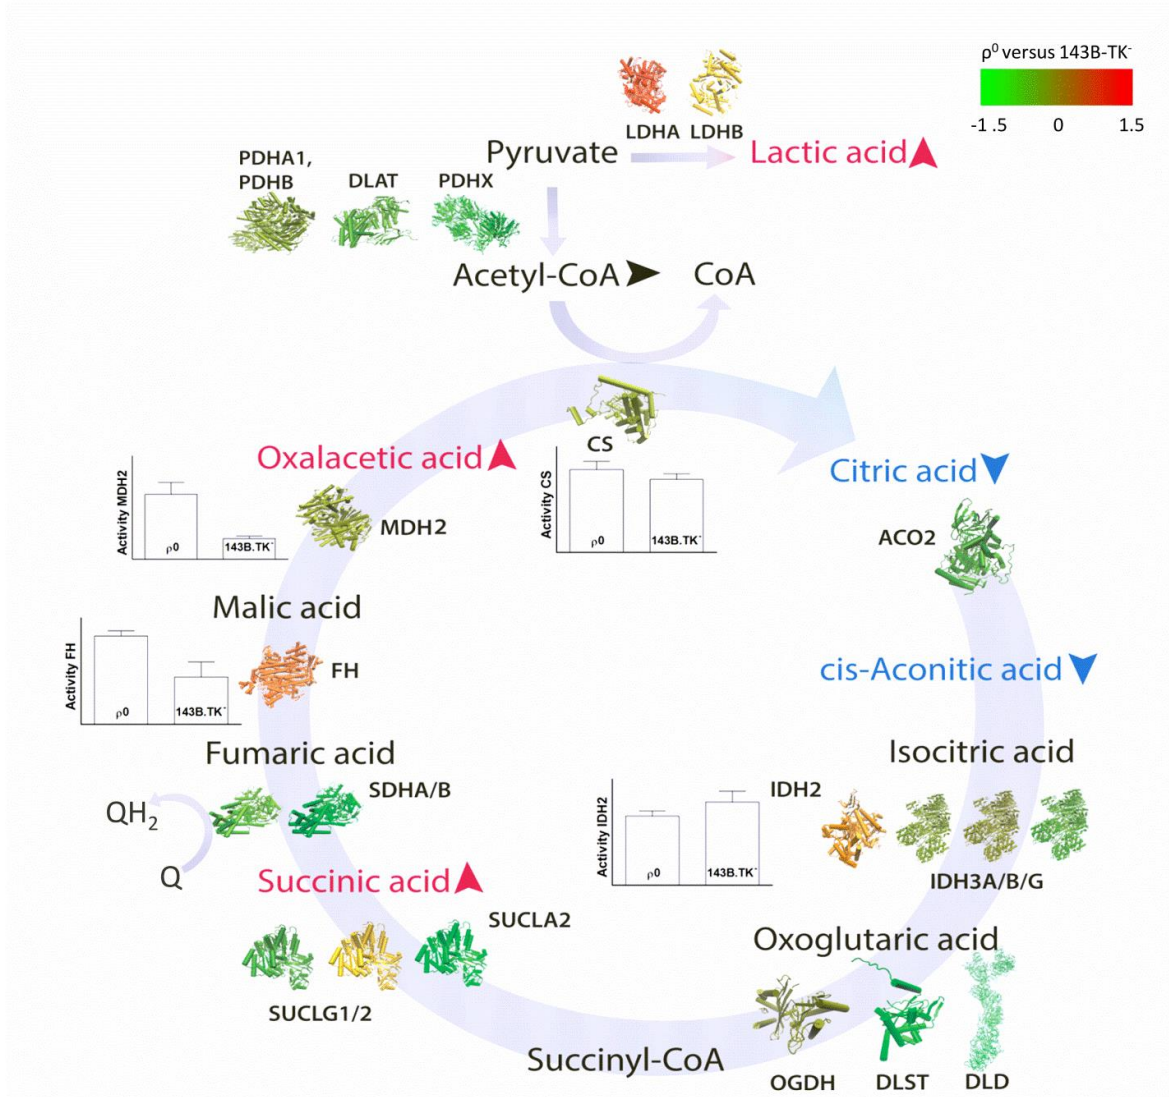 ρ⁰ versus 143B-TK⁻
-1.5 0 1.5
LDHA LDHB
Pyruvate
Lactic acid
PDHA1,
PDHB
DLAT
PDHX
Acetyl-CoA
CoA
CS
Activity CS
ρ0
143B.TK⁻
Oxalacetic acid
Citric acid
Activity MDH2
ρ0
143B.TK⁻
MDH2
ACO2
Malic acid
Activity FH
ρ0
143B.TK⁻
FH
cis-Aconitic acid
Fumaric acid
Isocitric acid
SDHA/B
QH₂
Q
Activity IDH2
ρ0
143B.TK⁻
IDH2
IDH3A/B/G
Succinic acid
SUCLA2
SUCLG1/2
Oxoglutaric acid
Succinyl-CoA
OGDH
DLST
DLD